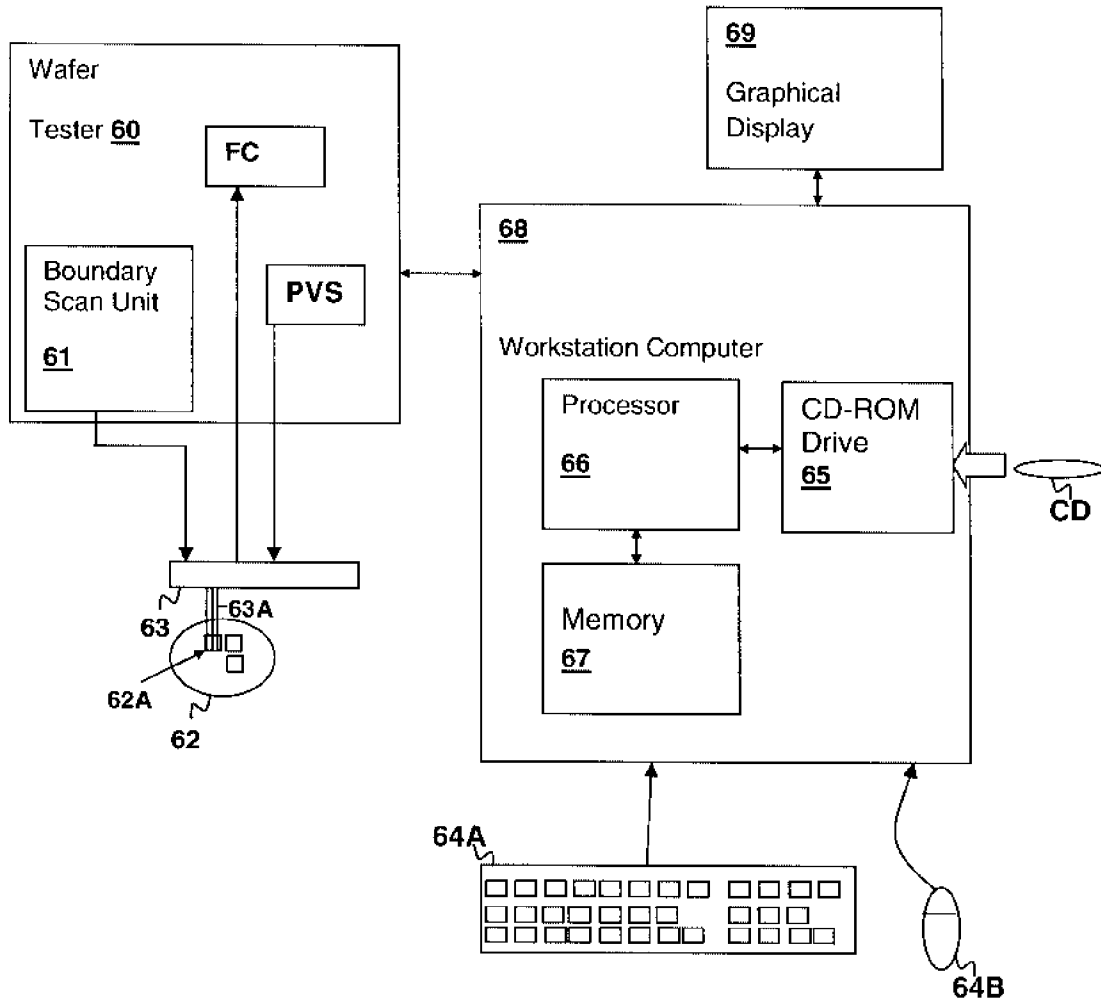 Wafer
Tester 60
FC
Boundary
Scan Unit
61
PVS
69
Graphical
Display
68
Workstation Computer
Processor
66
CD-ROM
Drive
65
CD
Memory
67
63
63A
62A
62
64A
64B